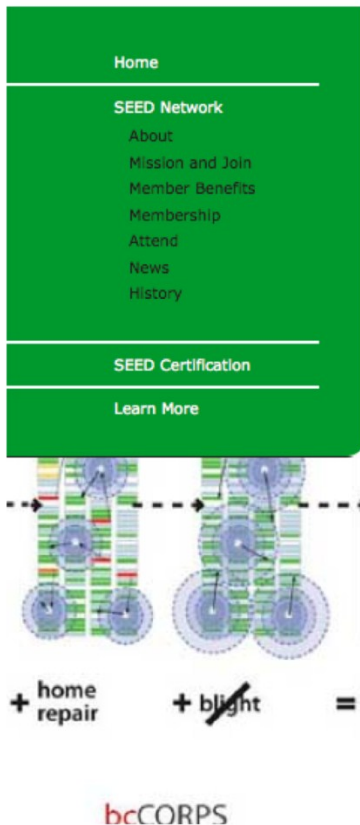 Home
SEED Network
About
Mission and Join
Member Benefits
Membership
Attend
News
History
SEED Certification
Learn More
+ home
repair
+ blight
=
bcCORPS